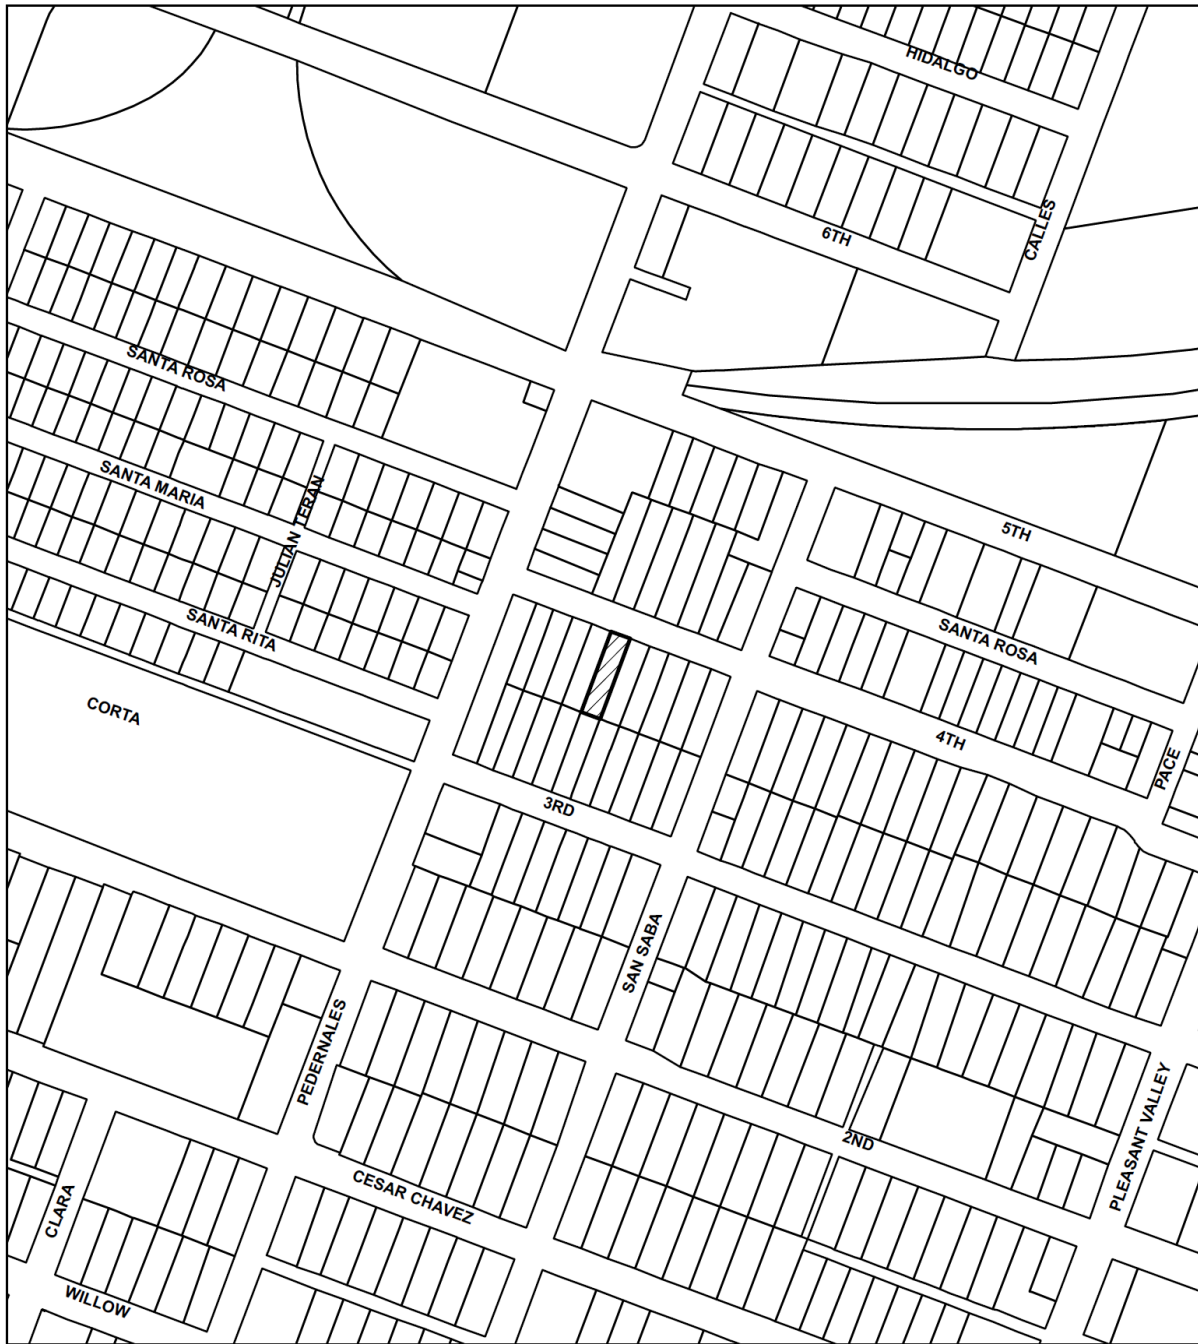 HIDALGO
CALLES
6TH
SANTA ROSA
SANTA MARIA
JULIAN TERAN
5TH
SANTA RITA
SANTA ROSA
CORTA
4TH
PACE
3RD
SAN SABA
PEDERNALES
PLEASANT VALLEY
2ND
CESAR CHAVEZ
CLARA
WILLOW